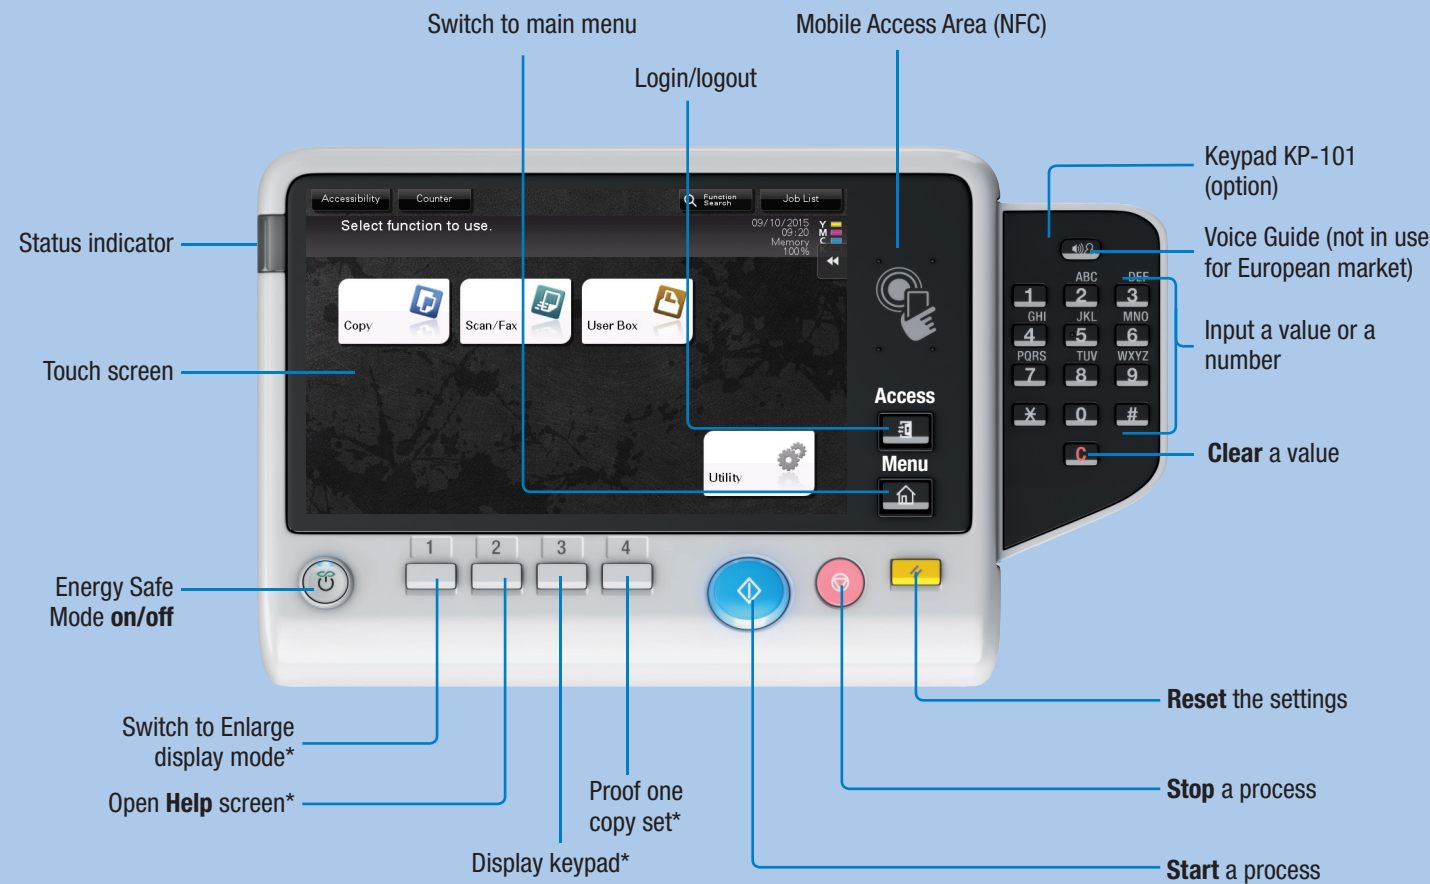 Switch to main menu
Mobile Access Area (NFC)
Login/logout
Keypad KP-101
(option)
Voice Guide (not in use
for European market)
Input a value or a
number
Clear a value
Status indicator
Touch screen
Energy Safe
Mode on/off
Accessibility
Counter
Function
Search
Job List
Select function to use.
09/10/2015
09:20
Memory
100%
Y
M
C
Copy
Scan/Fax
User Box
Utility
Access
Menu
ABC DEF
1 2 3
GHI JKL MNO
4 5 6
PQRS TUV WXYZ
7 8 9
* 0 #
C
1 2 3 4
Switch to Enlarge
display mode*
Open Help screen*
Display keypad*
Proof one
copy set*
Reset the settings
Stop a process
Start a process